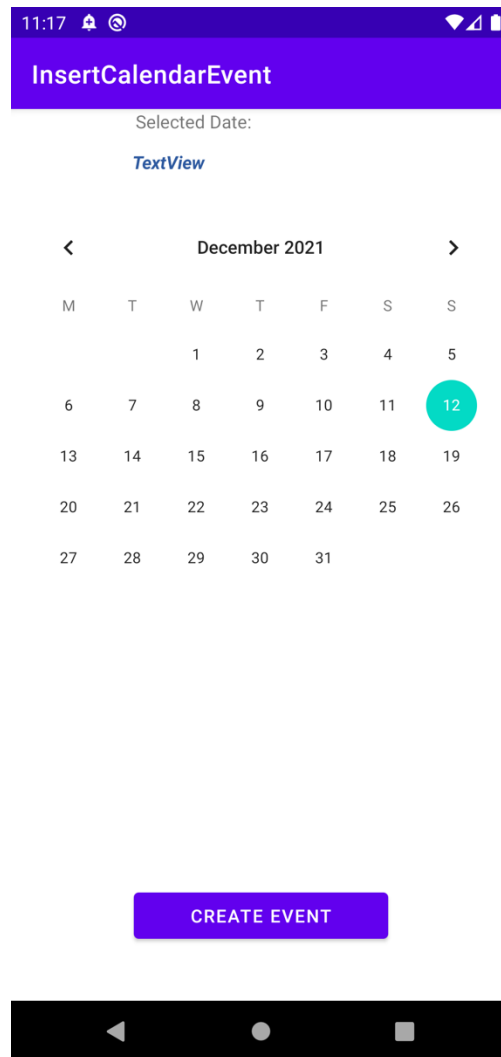 11:17
InsertCalendarEvent
Selected Date:
TextView
December 2021
M T W T F S S
1 2 3 4 5
6 7 8 9 10 11 12
13 14 15 16 17 18 19
20 21 22 23 24 25 26
27 28 29 30 31
CREATE EVENT